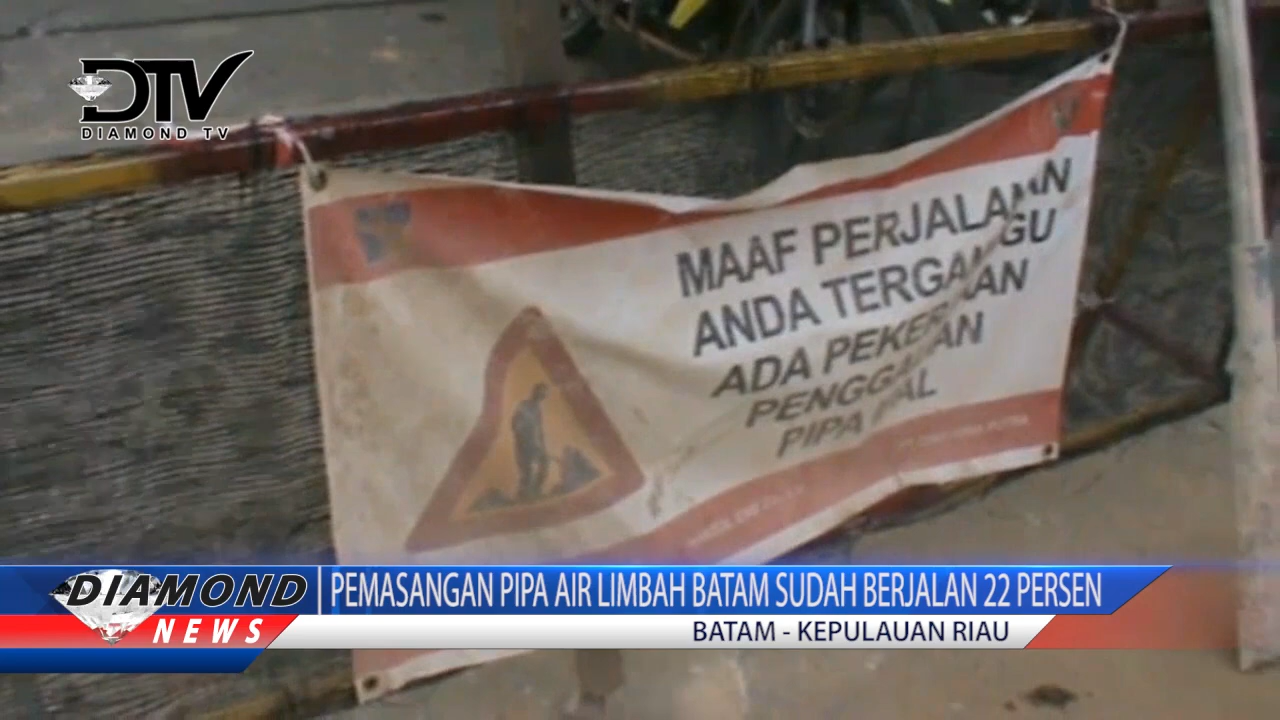 DTV
DIAMOND TV
MAAF PERJALANAN
ANDA TERGANGGU
ADA PEKERJAAN
PENGGALIAN
PIPA
DIAMOND
NEWS
PEMASANGAN PIPA AIR LIMBAH BATAM SUDAH BERJALAN 22 PERSEN
BATAM - KEPULAUAN RIAU